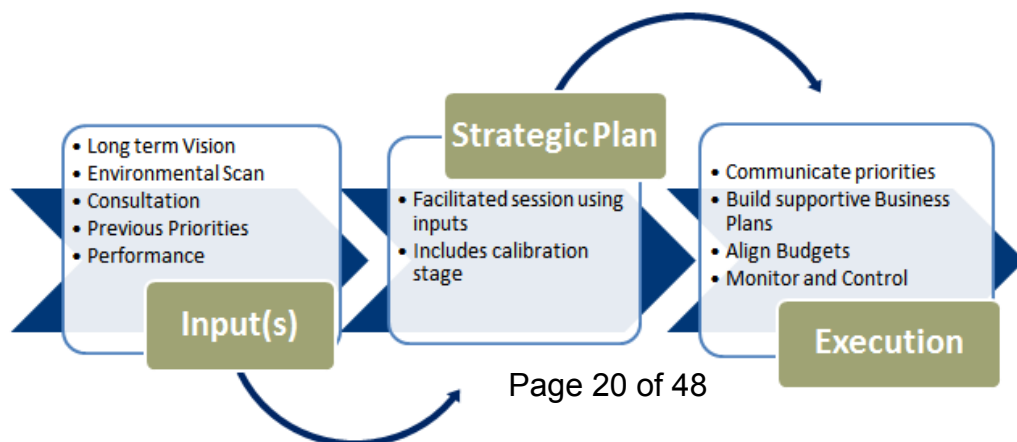 • Long term Vision
• Environmental Scan
• Consultation
• Previous Priorities
• Performance
Input(s)
Strategic Plan
• Facilitated session using
inputs
• Includes calibration
stage
• Communicate priorities
• Build supportive Business
Plans
• Align Budgets
• Monitor and Control
Execution
Page 20 of 48